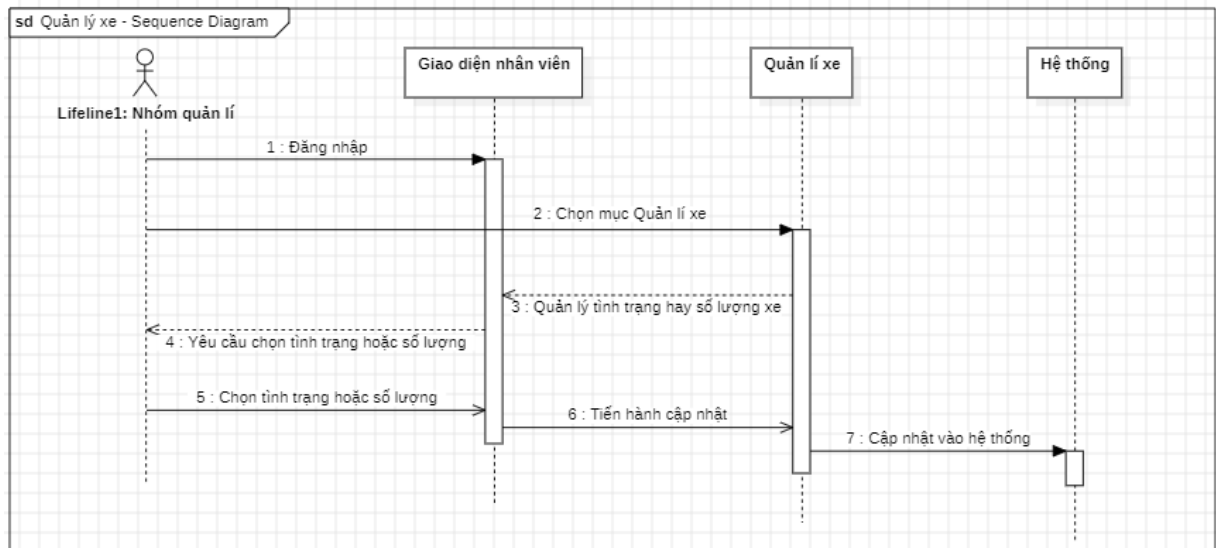 sd Quản lý xe - Sequence Diagram
Giao diện nhân viên
Quản lí xe
Hệ thống
Lifeline1: Nhóm quản lí
1 : Đăng nhập
2 : Chọn mục Quản lí xe
3 : Quản lý tình trạng hay số lượng xe
4 : Yêu cầu chọn tình trạng hoặc số lượng
5 : Chọn tình trạng hoặc số lượng
6 : Tiến hành cập nhật
7 : Cập nhật vào hệ thống